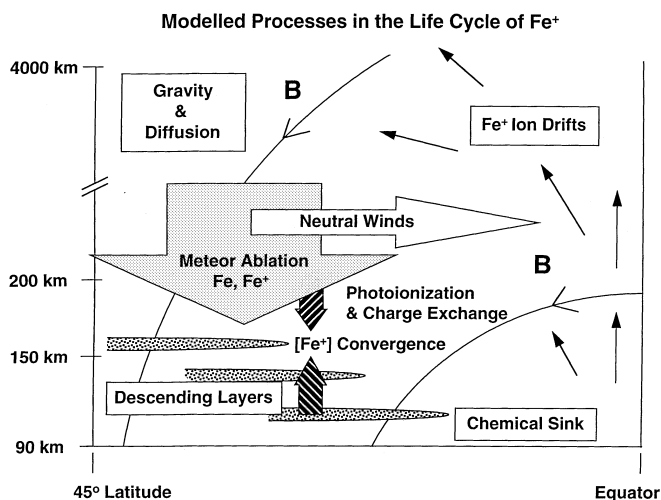 Modelled Processes in the Life Cycle of Fe⁺
4000 km
Gravity
&
Diffusion
B
Fe⁺ Ion Drifts
Neutral Winds
Meteor Ablation
Fe, Fe⁺
B
200 km
Photoionization
& Charge Exchange
[Fe⁺] Convergence
150 km
Descending Layers
Chemical Sink
90 km
45º Latitude
Equator